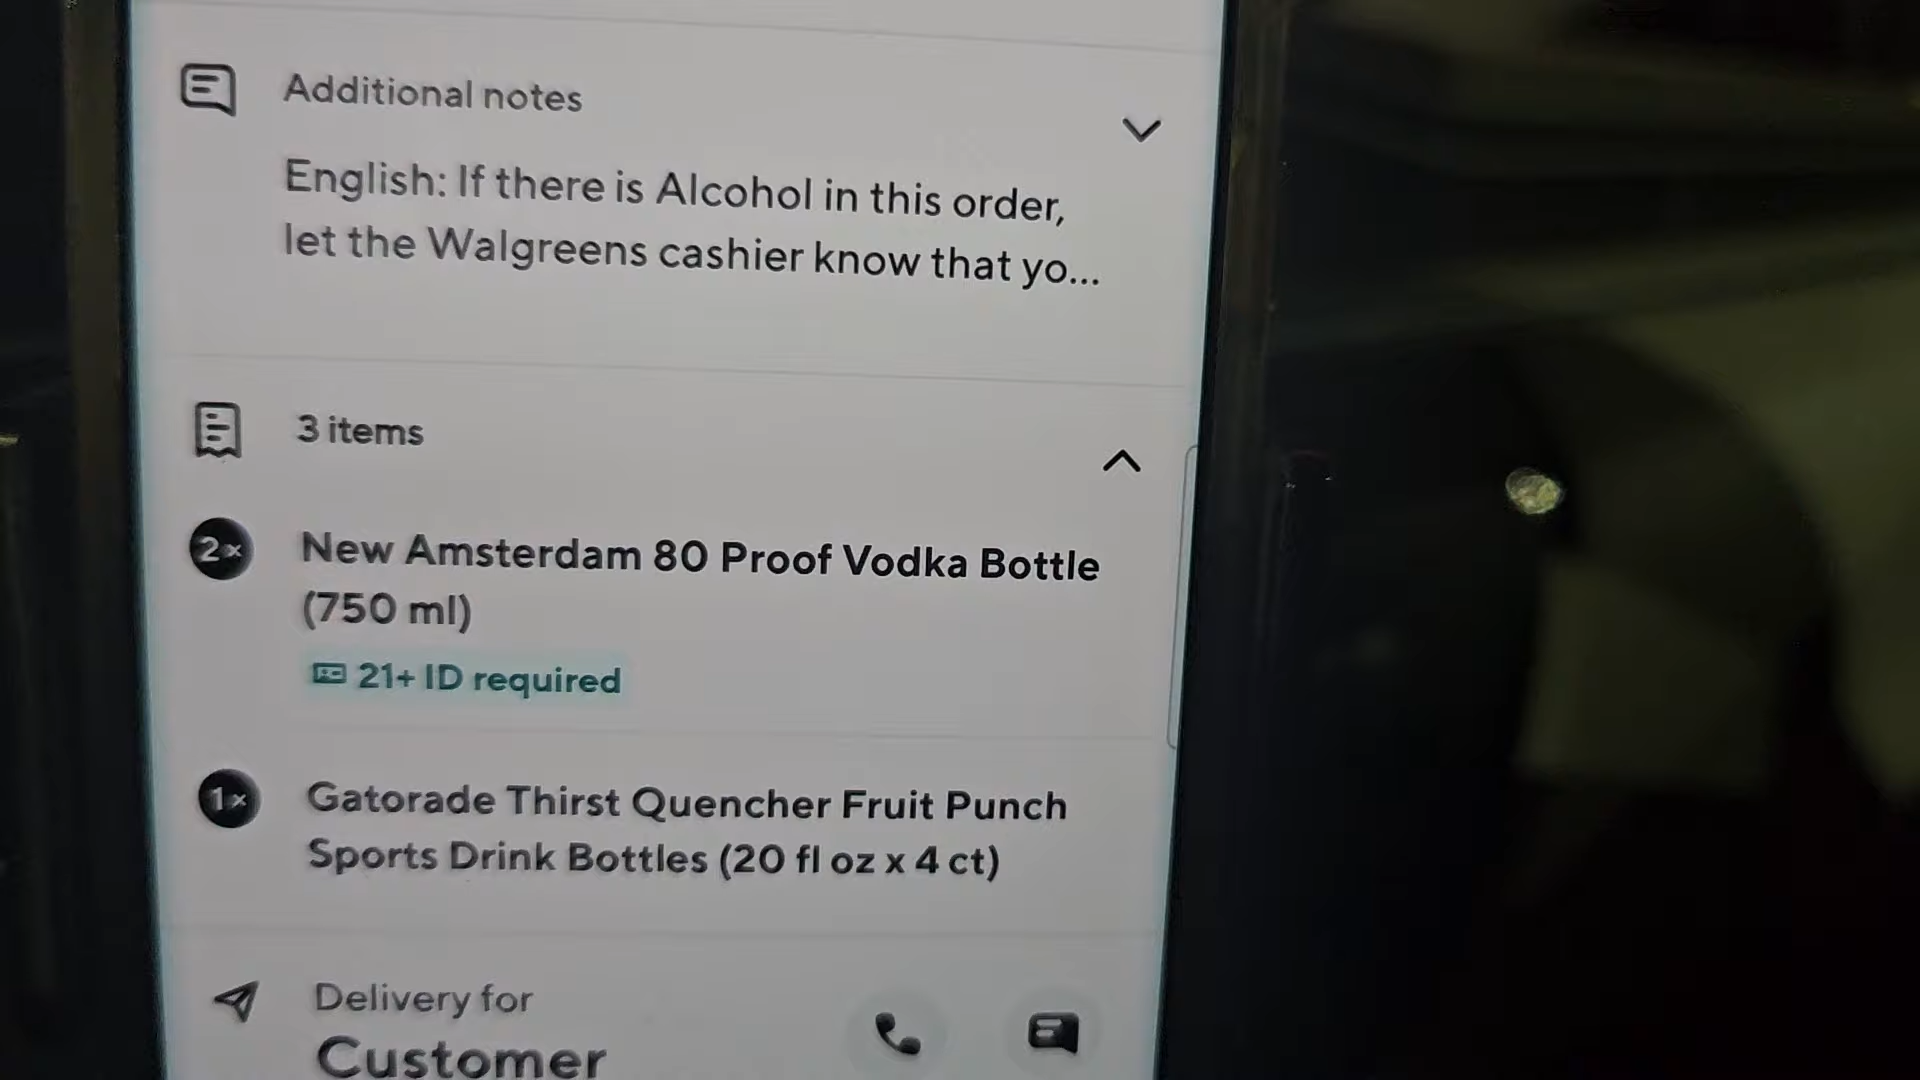 Additional notes
English: If there is Alcohol in this order,
let the Walgreens cashier know that yo...
3 items
2×
New Amsterdam 80 Proof Vodka Bottle
(750 ml)
21+ ID required
1×
Gatorade Thirst Quencher Fruit Punch
Sports Drink Bottles (20 fl oz x 4 ct)
Delivery for
Customer